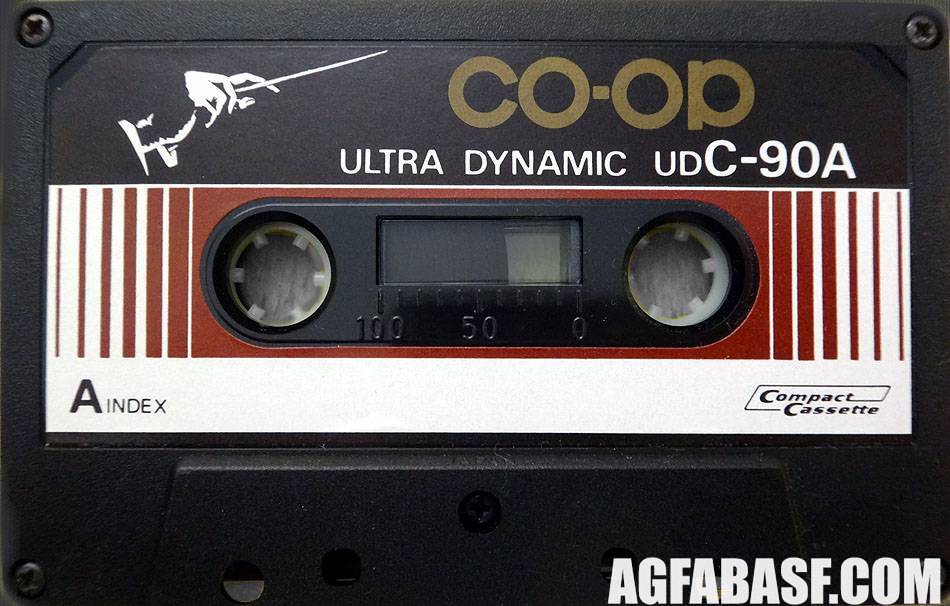 CO-OP
ULTRA DYNAMIC UDC-90A
100 50 0
A INDEX
Compact
Cassette
AGFABASF.COM